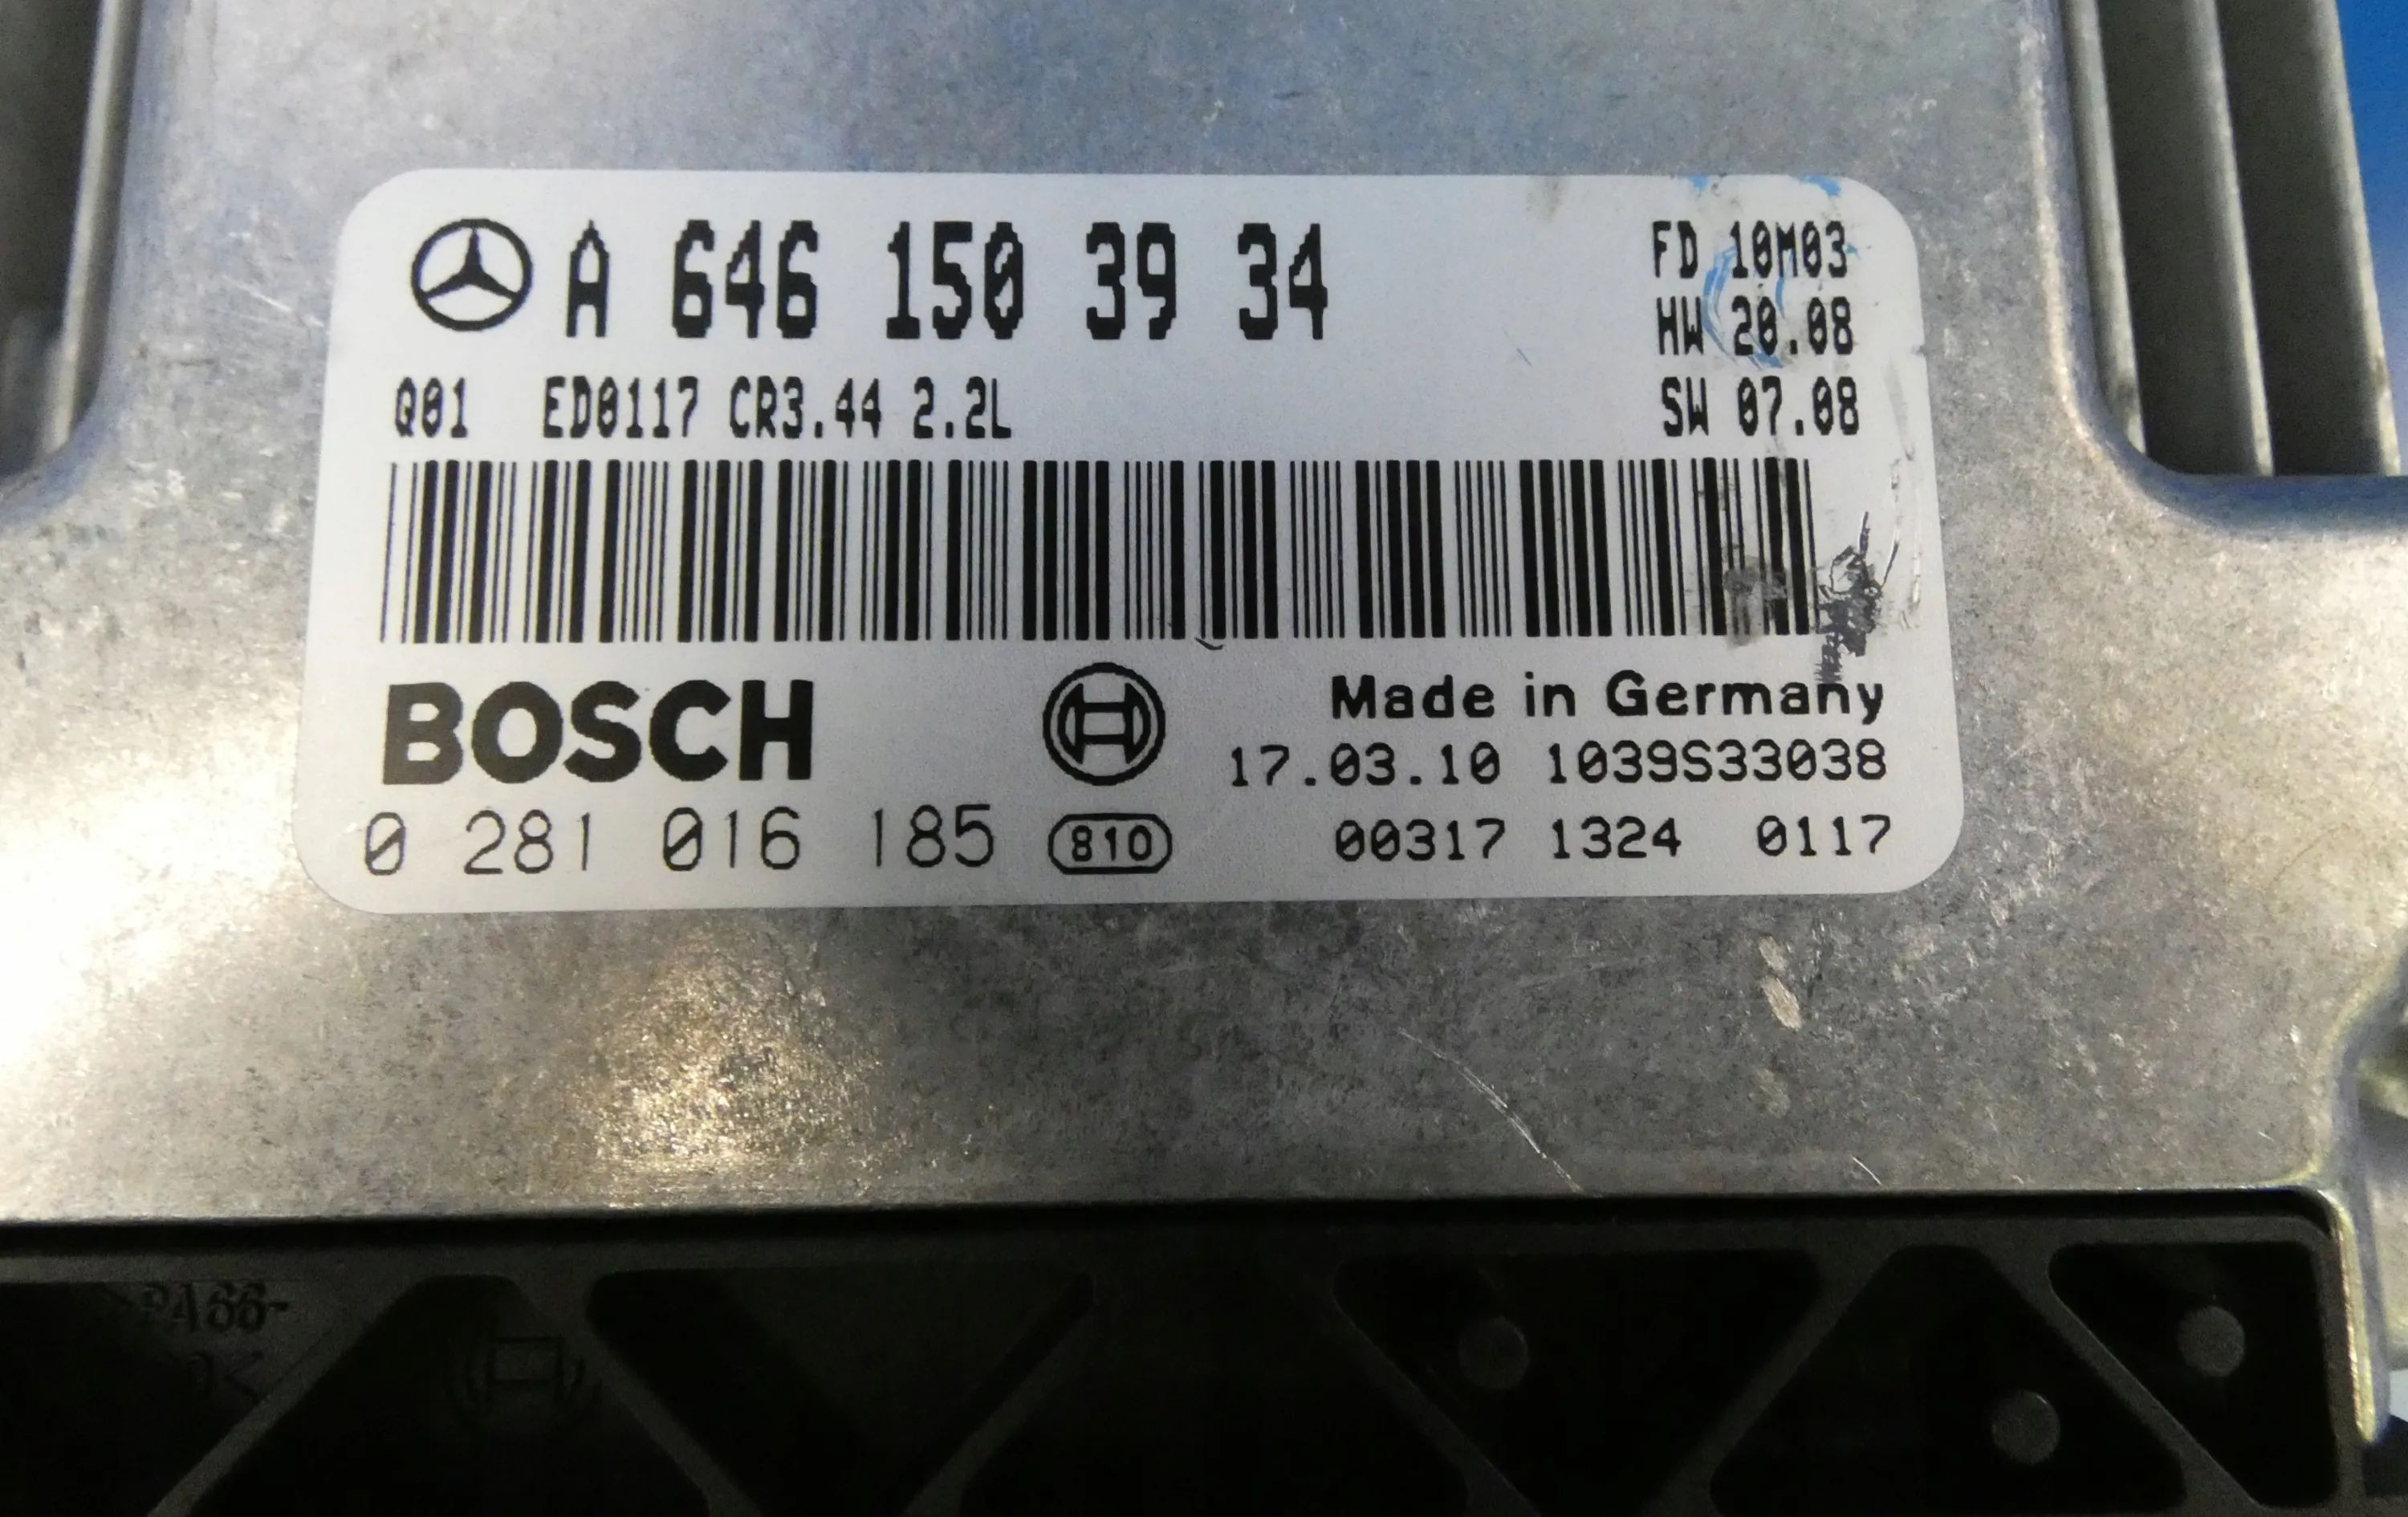 A 646 150 39 34
FD 10M03
HW 20.08
Q01 ED0117 CR3.44 2.2L
SW 07.08
BOSCH
Made in Germany
17.03.10 1039S33038
0 281 016 185
810
00317 1324 0117
PA66-